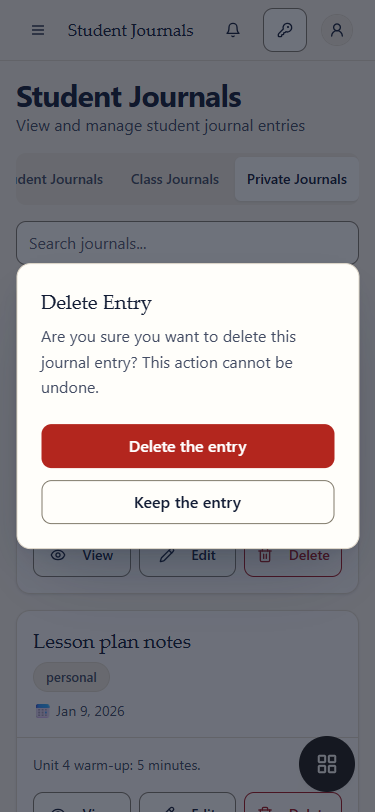 Student Journals
Student Journals
View and manage student journal entries
dent Journals Class Journals Private Journals
Search journals...
Delete Entry
Are you sure you want to delete this
journal entry? This action cannot be
undone.
Delete the entry
Keep the entry
View Edit Delete
Lesson plan notes
personal
Jan 9, 2026
Unit 4 warm-up: 5 minutes.
View Edit Delete